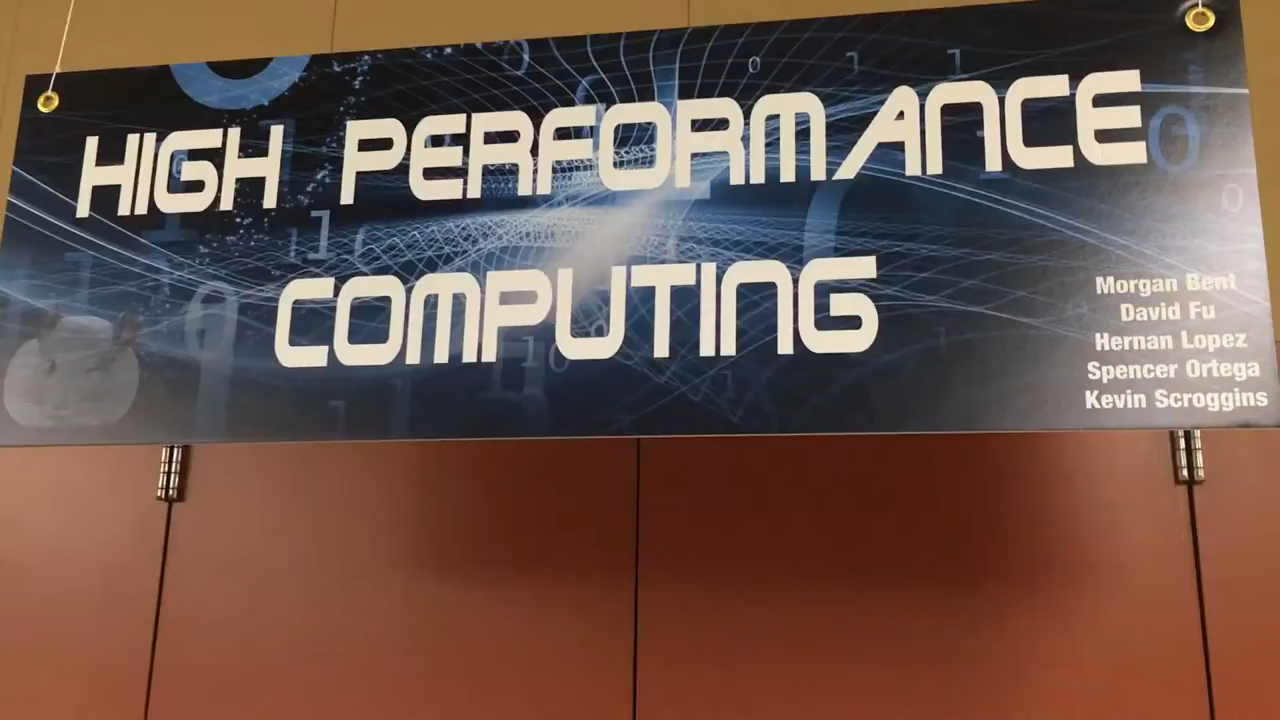 HIGH PERFORMANCE
COMPUTING
Morgan Bent
David Fu
Hernan Lopez
Spencer Ortega
Kevin Scroggins